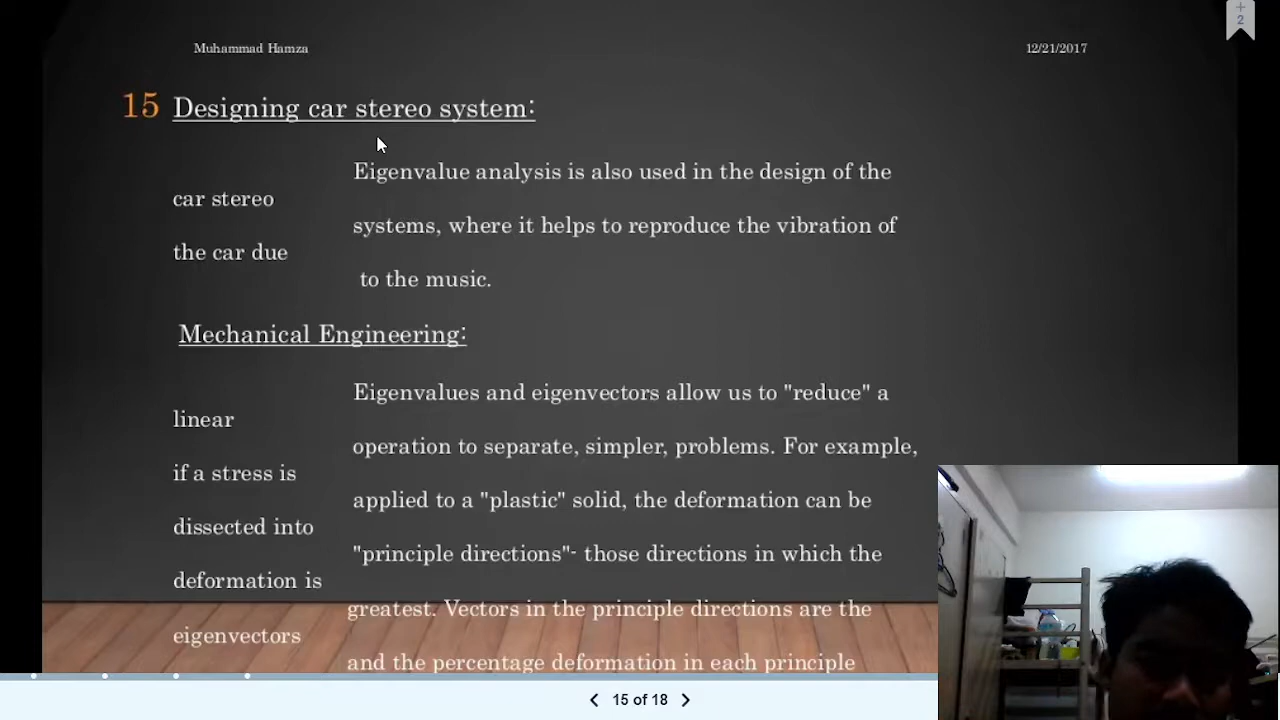 +
2
Muhammad Hamza 12/21/2017
15 Designing car stereo system:
Eigenvalue analysis is also used in the design of the
car stereo
systems, where it helps to reproduce the vibration of
the car due
to the music.
Mechanical Engineering:
Eigenvalues and eigenvectors allow us to "reduce" a
linear
operation to separate, simpler, problems. For example,
if a stress is
applied to a "plastic" solid, the deformation can be
dissected into
"principle directions"- those directions in which the
deformation is
greatest. Vectors in the principle directions are the
eigenvectors
and the percentage deformation in each principle
15 of 18